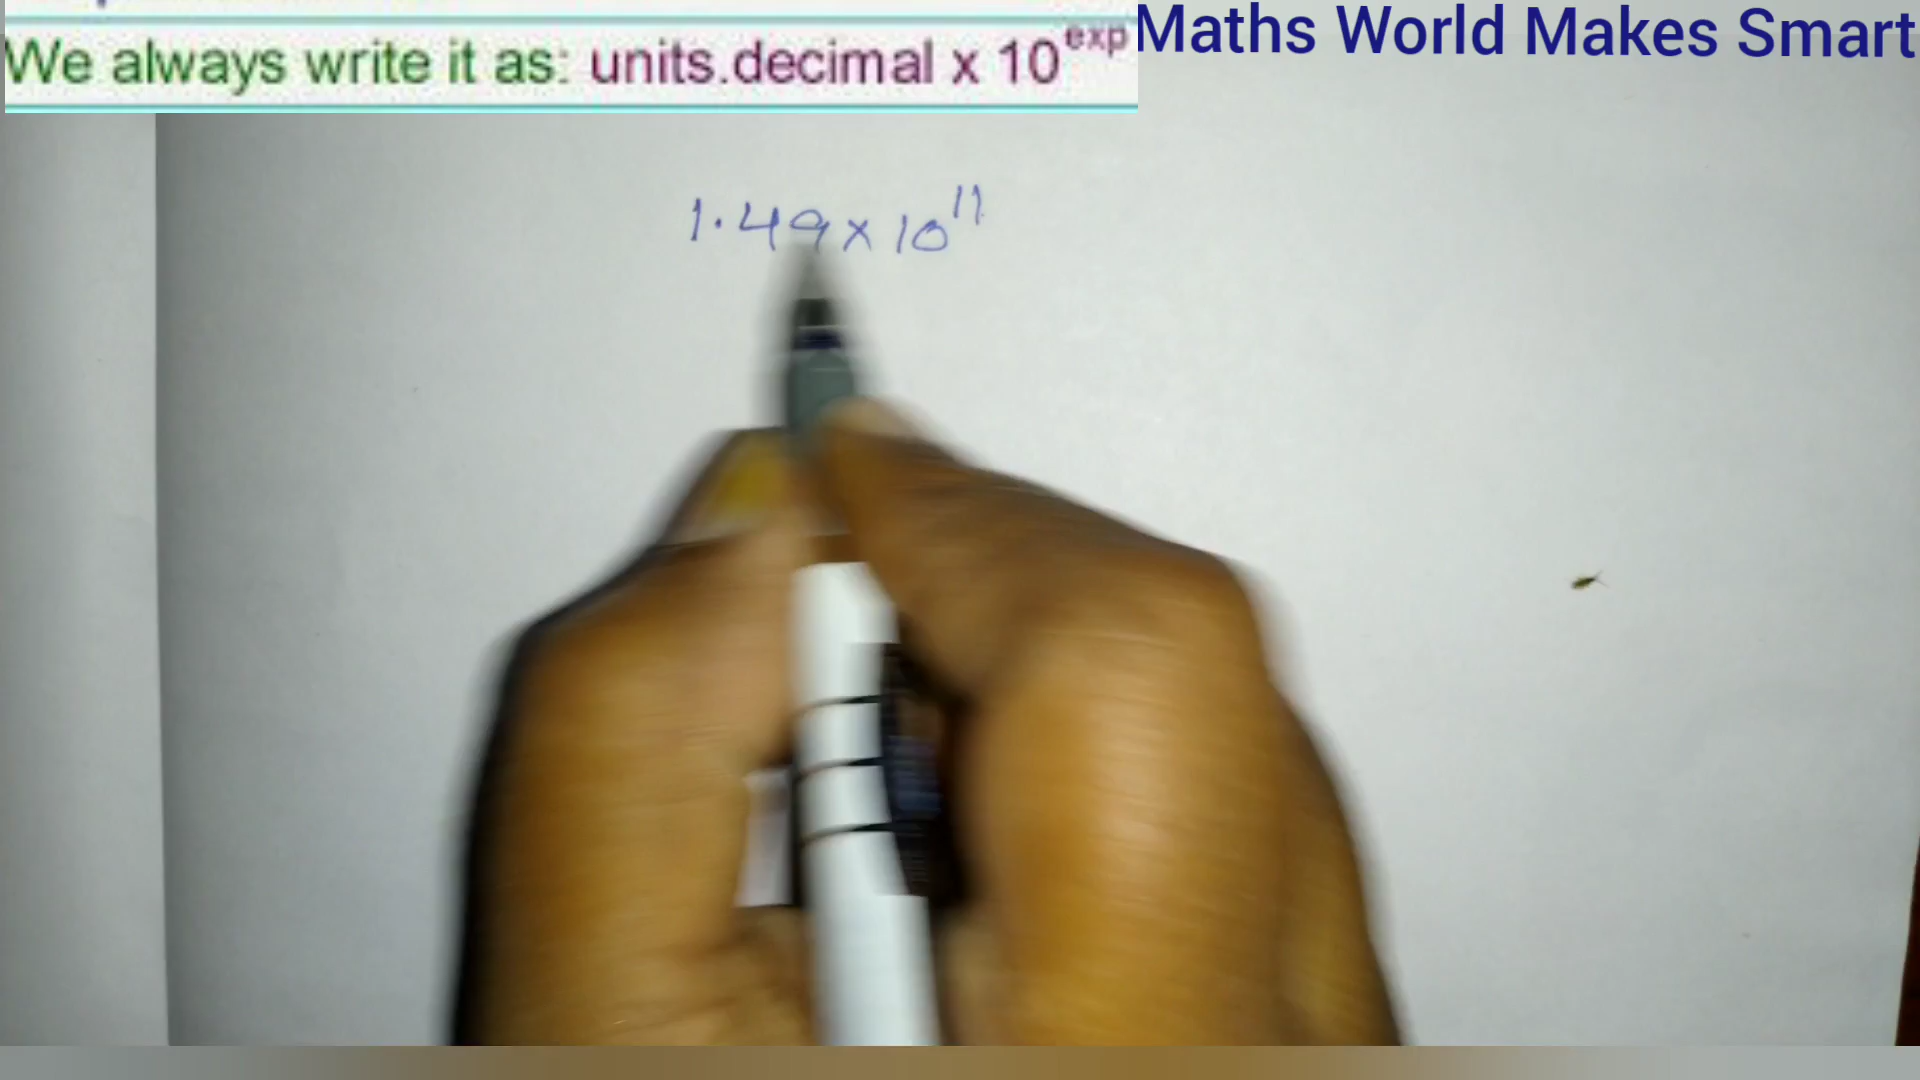 Maths World Makes Smart
We always write it as: units.decimal x 10^exp
1.49 x 10^11